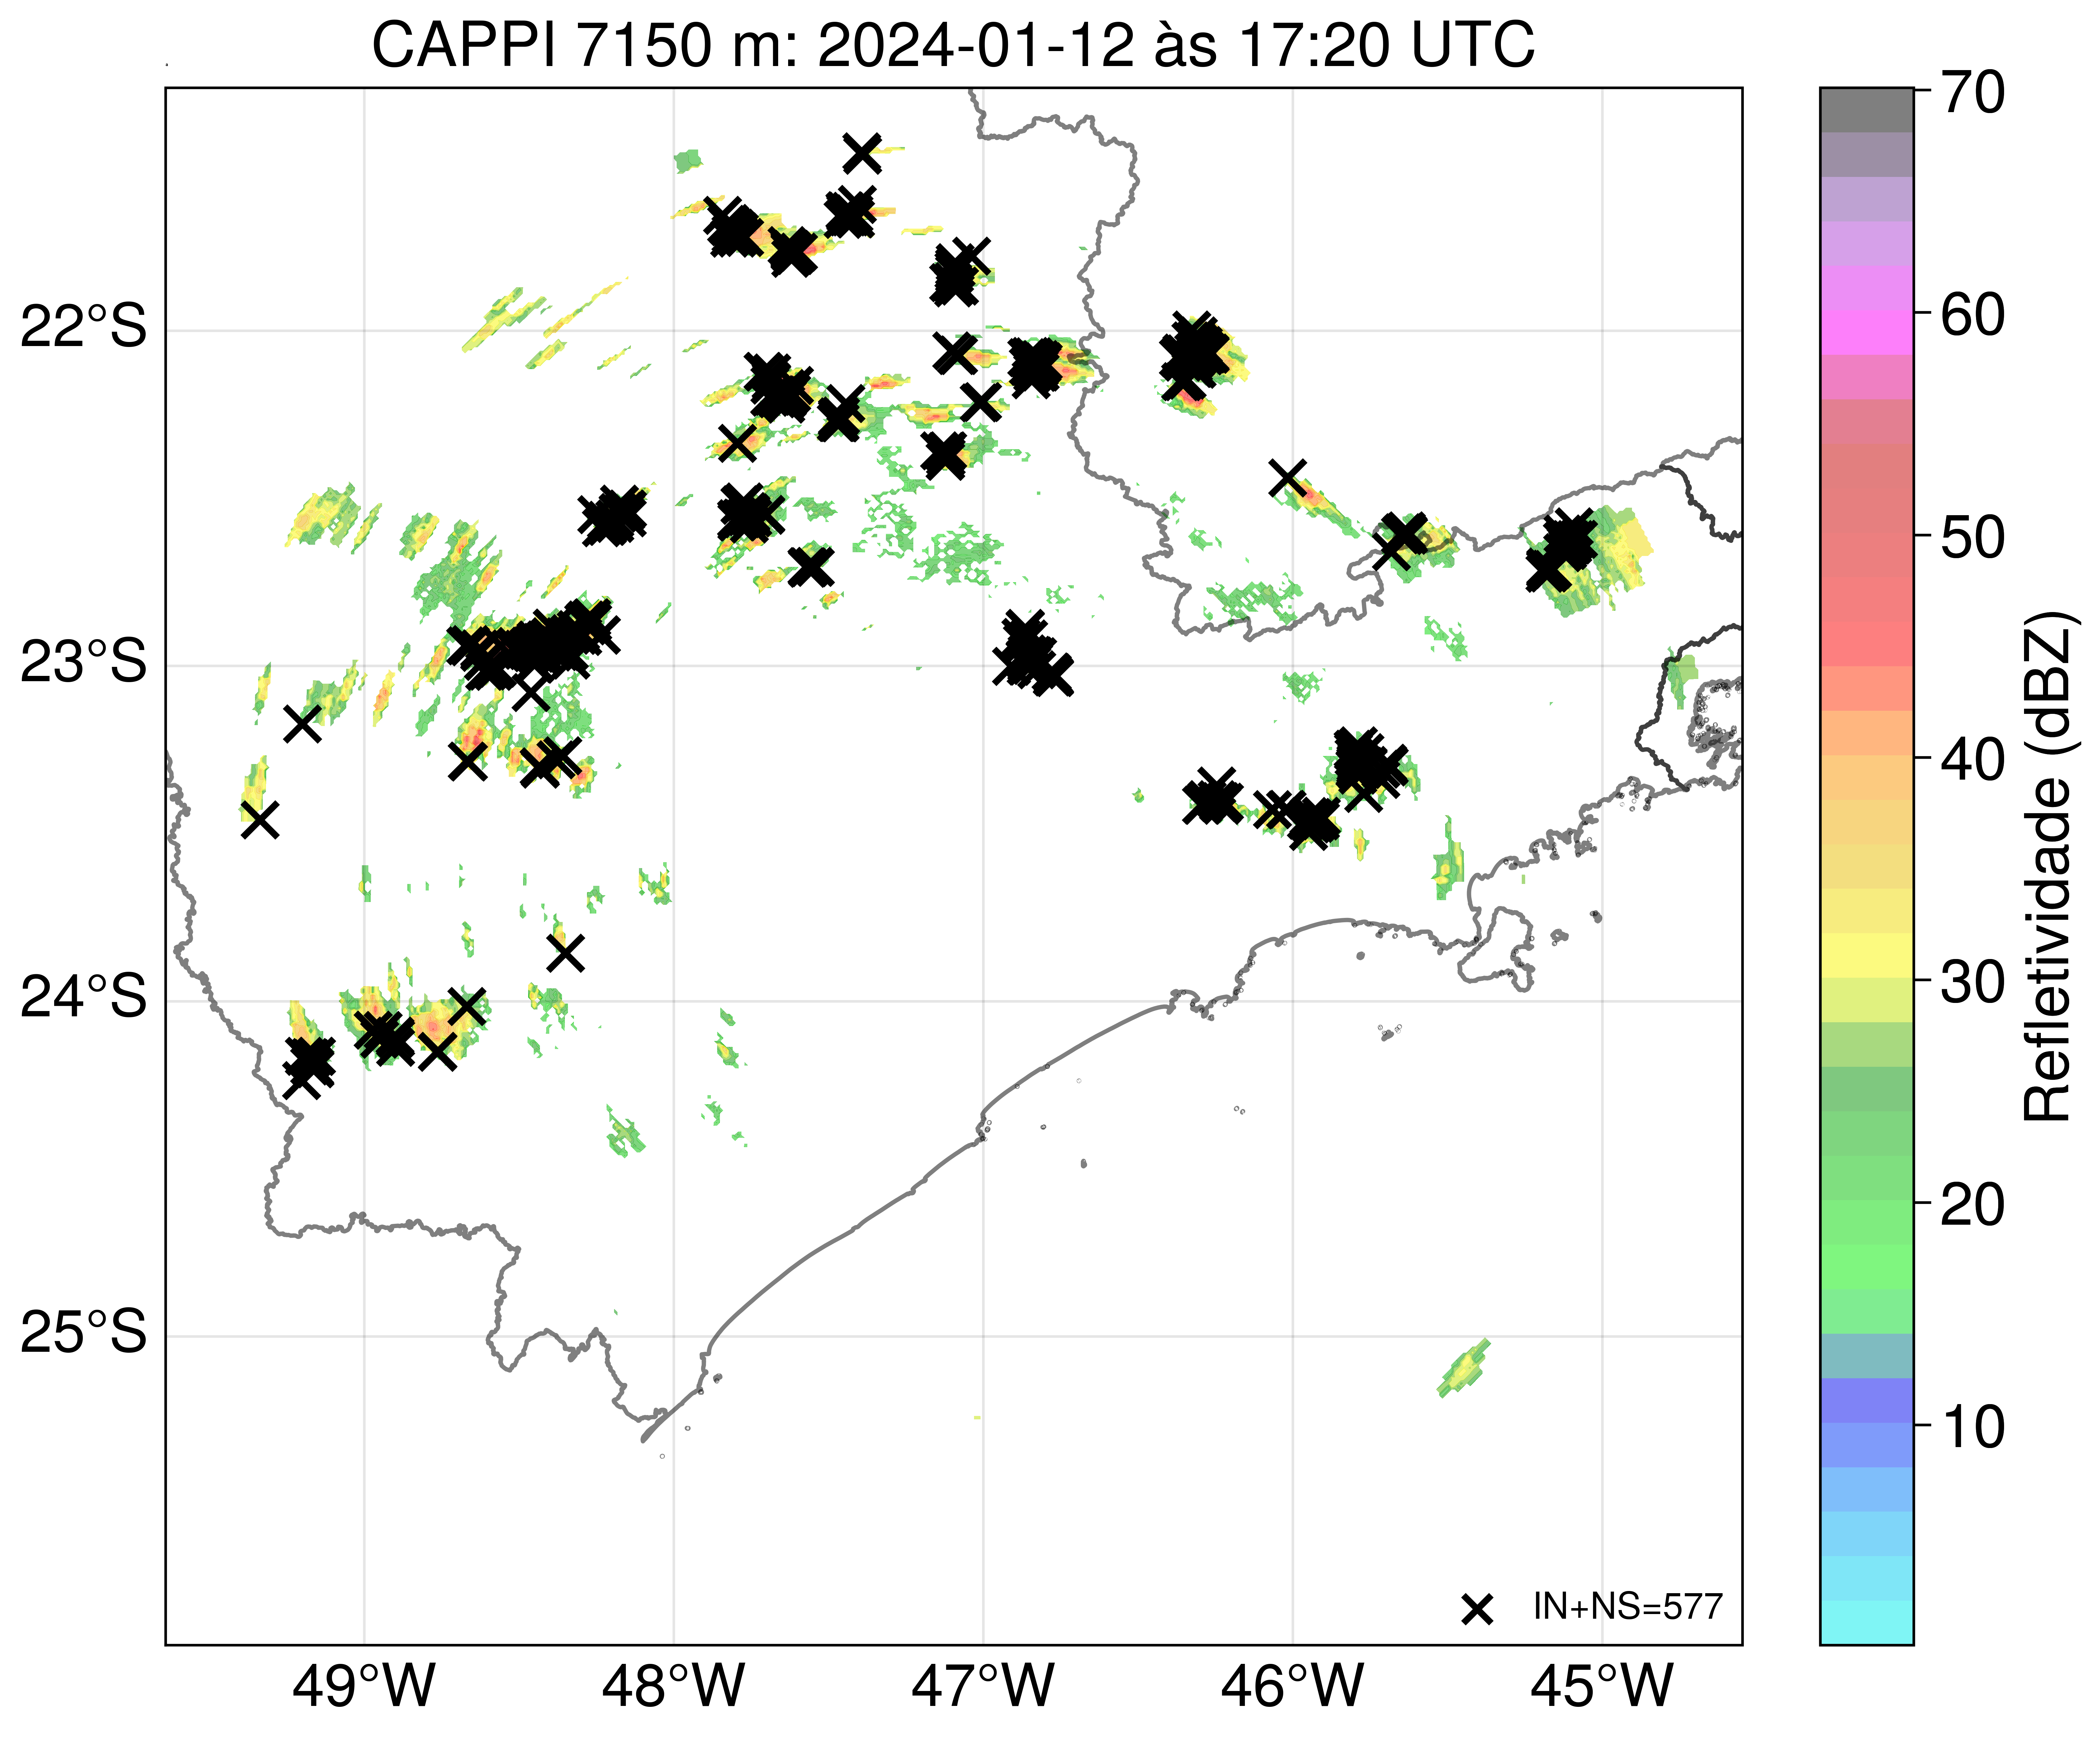 CAPPI 7150 m: 2024-01-12 às 17:20 UTC
22°S
23°S
24°S
25°S
49°W
48°W
47°W
46°W
45°W
IN+NS=577
70
60
50
40
30
20
10
Refletividade (dBZ)